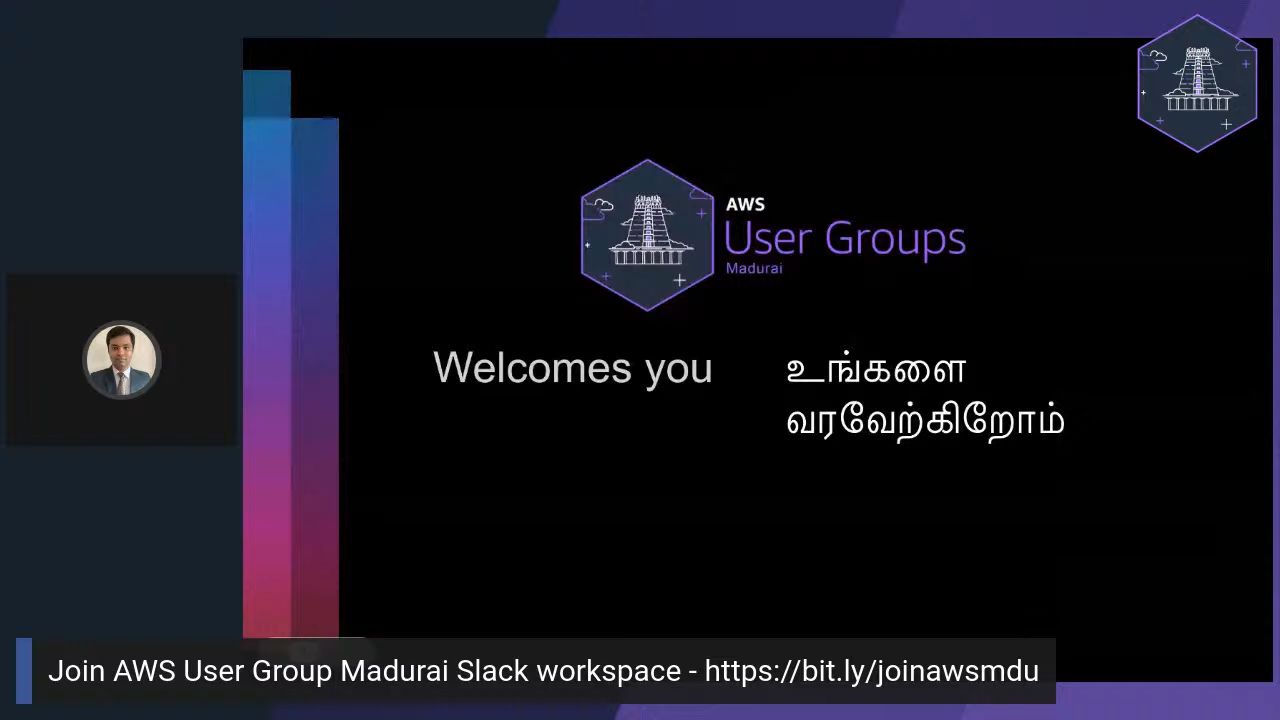 AWS
User Groups
Madurai
Welcomes you
உங்களை
வரவேற்கிறோம்
Join AWS User Group Madurai Slack workspace - https://bit.ly/joinawsmdu